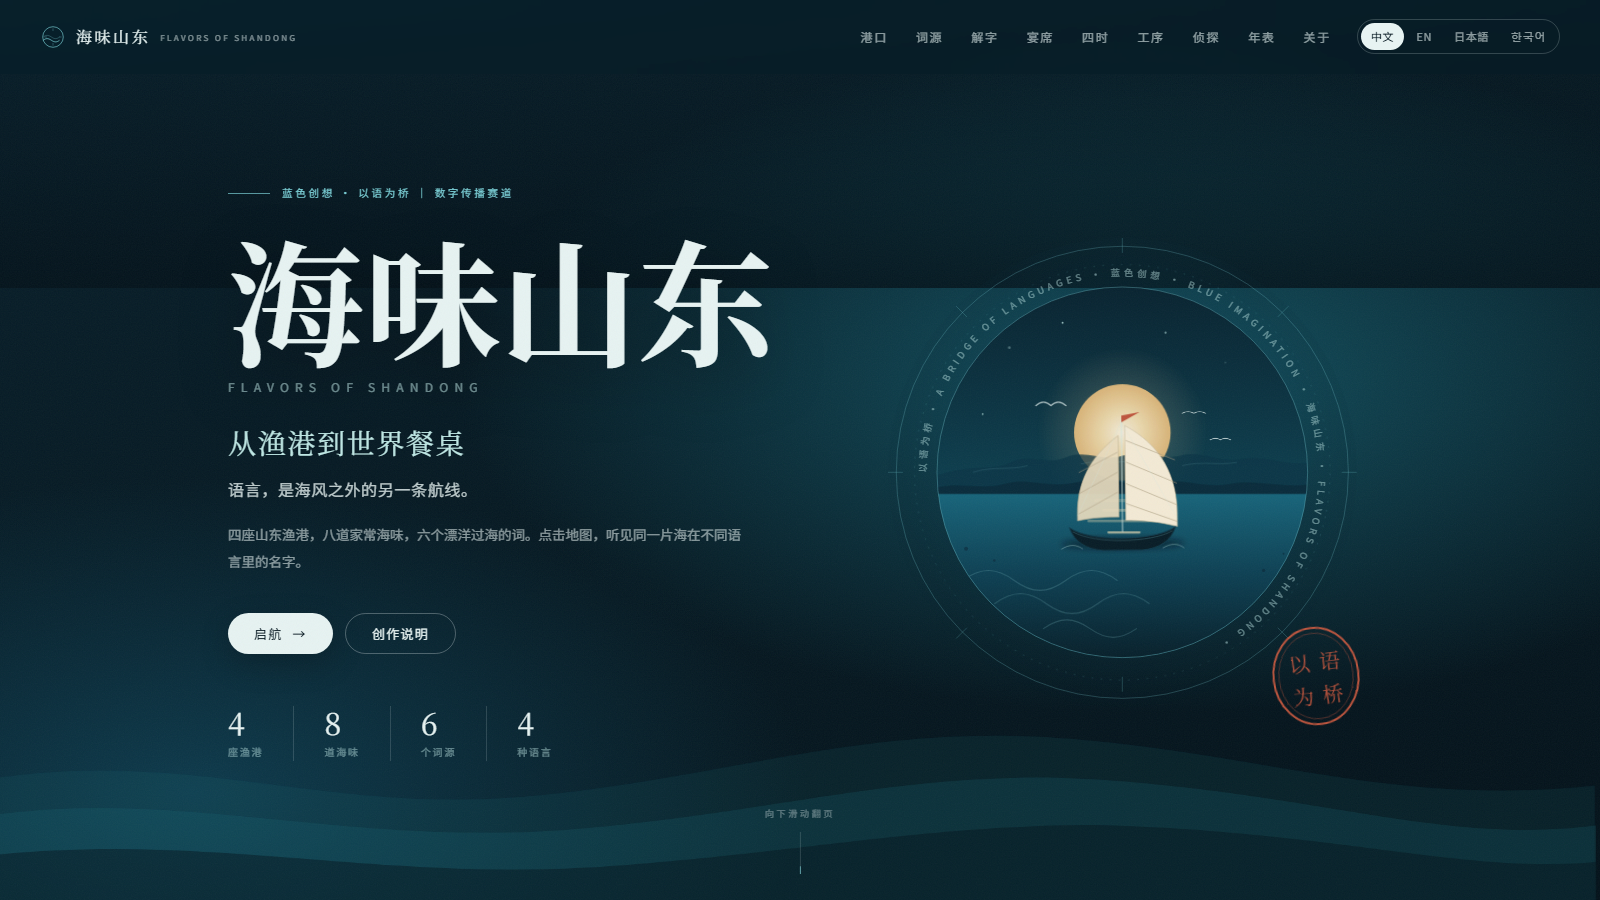 海味山东 FLAVORS OF SHANDONG
港口 词源 解字 宴席 四时 工序 侦探 年表 关于 中文 EN 日本語 한국어
蓝色创想 · 以语为桥 | 数字传播赛道
海味山东
FLAVORS OF SHANDONG
从渔港到世界餐桌
语言，是海风之外的另一条航线。
四座山东渔港，八道家常海味，六个漂洋过海的词。点击地图，听见同一片海在不同语
言里的名字。
启航 → 创作说明
4 8 6 4
座渔港 道海味 个词源 种语言
以语为桥 • A BRIDGE OF LANGUAGES • 蓝色创想 • BLUE IMAGINATION • 海味山东 • FLAVORS OF SHANDONG •
以语
为桥
向下滑动翻页